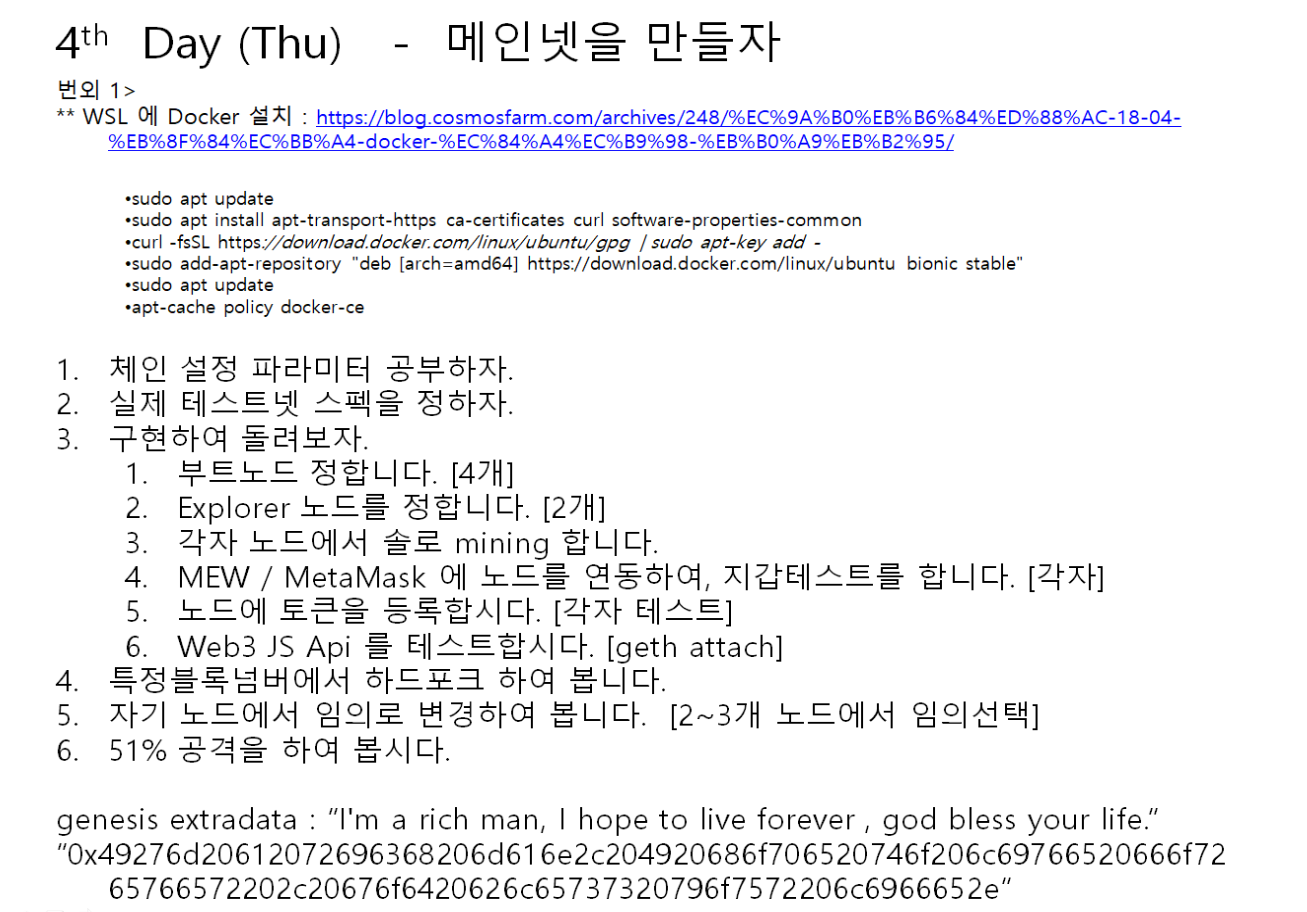 4th Day (Thu) - 메인넷을 만들자
번외 1>
** WSL 에 Docker 설치 : https://blog.cosmosfarm.com/archives/248/%EC%9A%B0%EB%B6%84%ED%88%AC-18-04-
%EB%8F%84%EC%BB%A4-docker-%EC%84%A4%EC%B9%98-%EB%B0%A9%EB%B2%95/
•sudo apt update
•sudo apt install apt-transport-https ca-certificates curl software-properties-common
•curl -fsSL https://download.docker.com/linux/ubuntu/gpg | sudo apt-key add -
•sudo add-apt-repository "deb [arch=amd64] https://download.docker.com/linux/ubuntu bionic stable"
•sudo apt update
•apt-cache policy docker-ce
1. 체인 설정 파라미터 공부하자.
2. 실제 테스트넷 스펙을 정하자.
3. 구현하여 돌려보자.
1. 부트노드 정합니다. [4개]
2. Explorer 노드를 정합니다. [2개]
3. 각자 노드에서 솔로 mining 합니다.
4. MEW / MetaMask 에 노드를 연동하여, 지갑테스트를 합니다. [각자]
5. 노드에 토큰을 등록합시다. [각자 테스트]
6. Web3 JS Api 를 테스트합시다. [geth attach]
4. 특정블록넘버에서 하드포크 하여 봅니다.
5. 자기 노드에서 임의로 변경하여 봅니다. [2~3개 노드에서 임의선택]
6. 51% 공격을 하여 봅시다.
genesis extradata : “I'm a rich man, I hope to live forever , god bless your life.“
”0x49276d20612072696368206d616e2c204920686f706520746f206c69766520666f72
65766572202c20676f6420626c65737320796f7572206c6966652e”